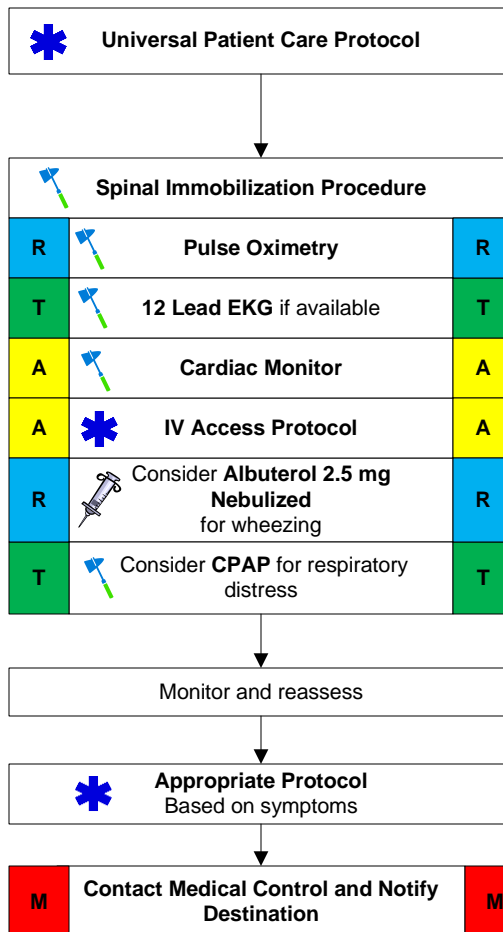 Universal Patient Care Protocol
Spinal Immobilization Procedure
R Pulse Oximetry R
T 12 Lead EKG if available T
A Cardiac Monitor A
A IV Access Protocol A
Consider Albuterol 2.5 mg
R Nebulized R
for wheezing
T Consider CPAP for respiratory T
distress
Monitor and reassess
Appropriate Protocol
Based on symptoms
M Contact Medical Control and Notify M
Destination